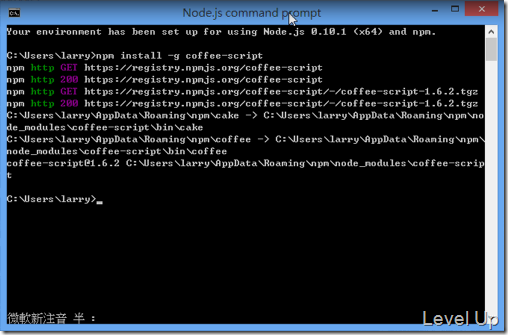 Node.js command prompt
Your environment has been set up for using Node.js 0.10.1 (x64) and npm.
C:\Users\larry>npm install -g coffee-script
npm http GET https://registry.npmjs.org/coffee-script
npm http 200 https://registry.npmjs.org/coffee-script
npm http GET https://registry.npmjs.org/coffee-script/-/coffee-script-1.6.2.tgz
npm http 200 https://registry.npmjs.org/coffee-script/-/coffee-script-1.6.2.tgz
C:\Users\larry\AppData\Roaming\npm\cake -> C:\Users\larry\AppData\Roaming\npm\no
de_modules\coffee-script\bin\cake
C:\Users\larry\AppData\Roaming\npm\coffee -> C:\Users\larry\AppData\Roaming\npm\
node_modules\coffee-script\bin\coffee
coffee-script@1.6.2 C:\Users\larry\AppData\Roaming\npm\node_modules\coffee-scrip
t
C:\Users\larry>_
微軟新注音 半 :
Level Up